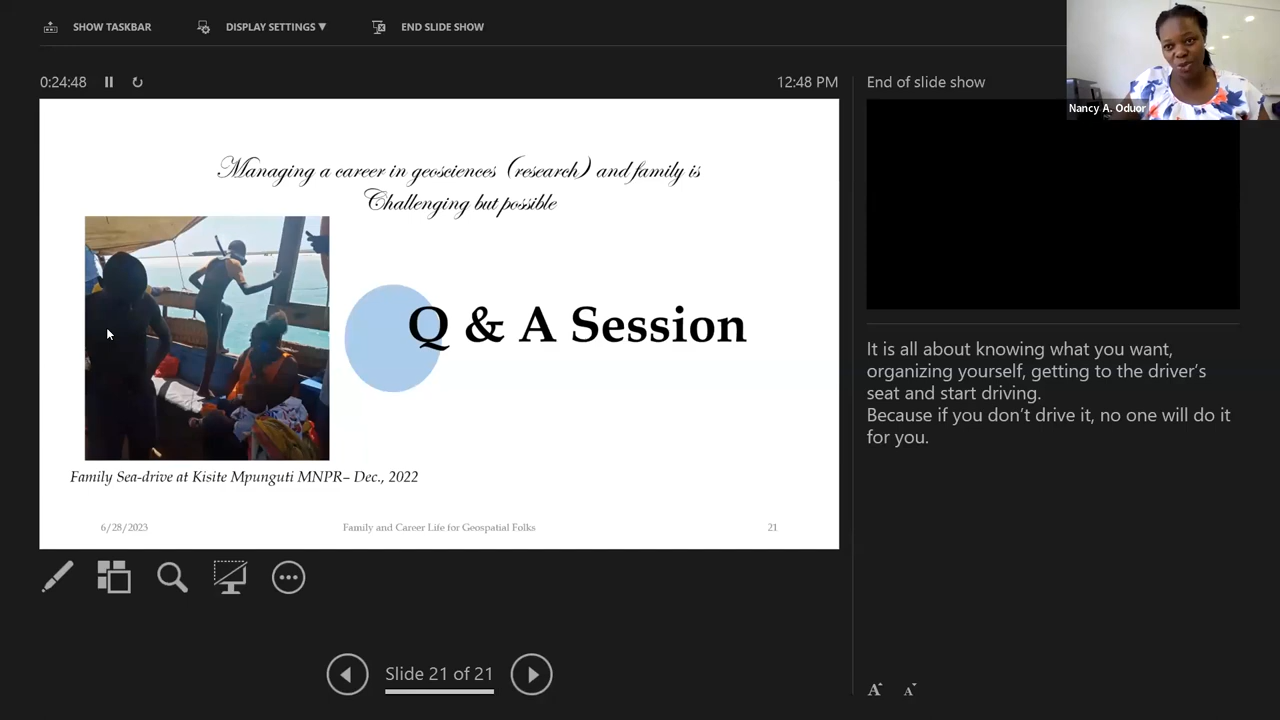 SHOW TASKBAR
DISPLAY SETTINGS ▼
END SLIDE SHOW
0:24:48
12:48 PM
End of slide show
Nancy A. Oduor
Managing a career in geosciences (research) and family is
Challenging but possible
Q & A Session
Family Sea-drive at Kisite Mpunguti MNPR– Dec., 2022
6/28/2023
Family and Career Life for Geospatial Folks
21
It is all about knowing what you want,
organizing yourself, getting to the driver’s
seat and start driving.
Because if you don’t drive it, no one will do it
for you.
Slide 21 of 21
A
A